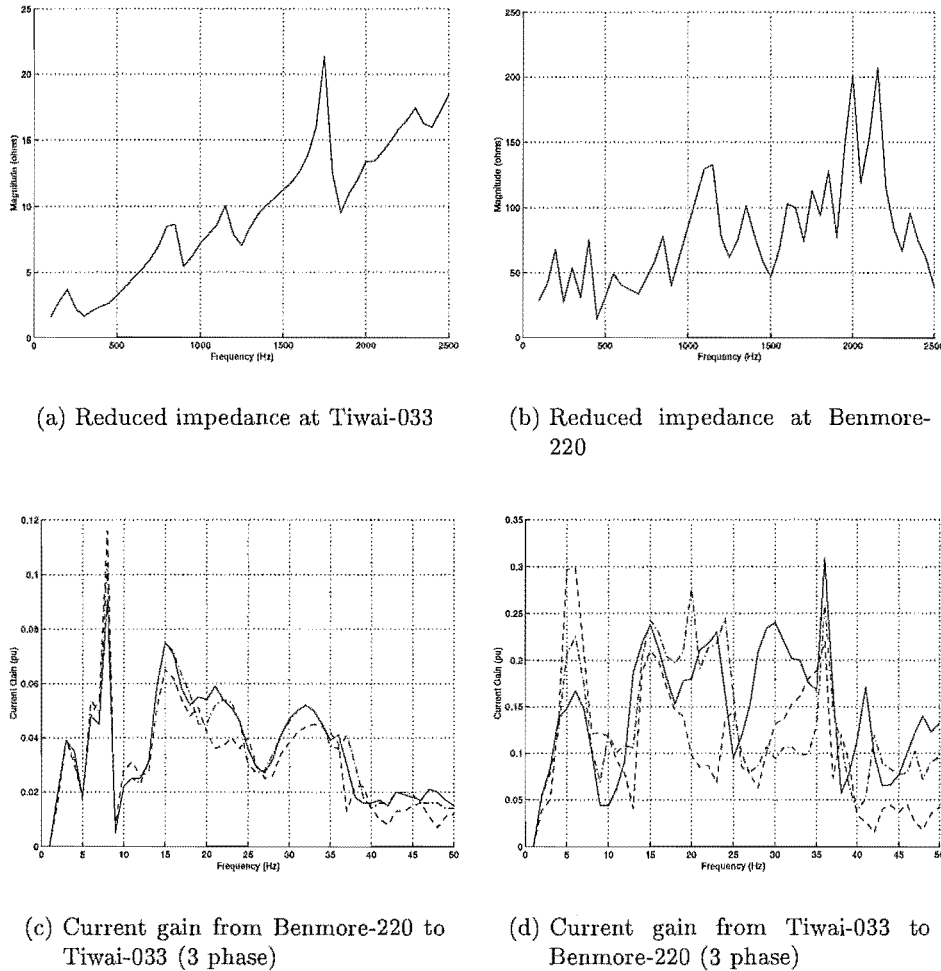 25
20
15
10
5
0
Magnitude (ohms)
0 500 1000 1500 2000 2500
Frequency (Hz)
(a) Reduced impedance at Tiwai-033
250
200
150
100
50
0
Magnitude (ohms)
0 500 1000 1500 2000 2500
Frequency (Hz)
(b) Reduced impedance at Benmore-
220
0.12
0.1
0.08
0.06
0.04
0.02
0
Current Gain (pu)
0 5 10 15 20 25 30 35 40 45 50
Frequency (Hz)
(c) Current gain from Benmore-220 to
Tiwai-033 (3 phase)
0.35
0.3
0.25
0.2
0.15
0.1
0.05
0
Current Gain (pu)
0 5 10 15 20 25 30 35 40 45 50
Frequency (Hz)
(d) Current gain from Tiwai-033 to
Benmore-220 (3 phase)